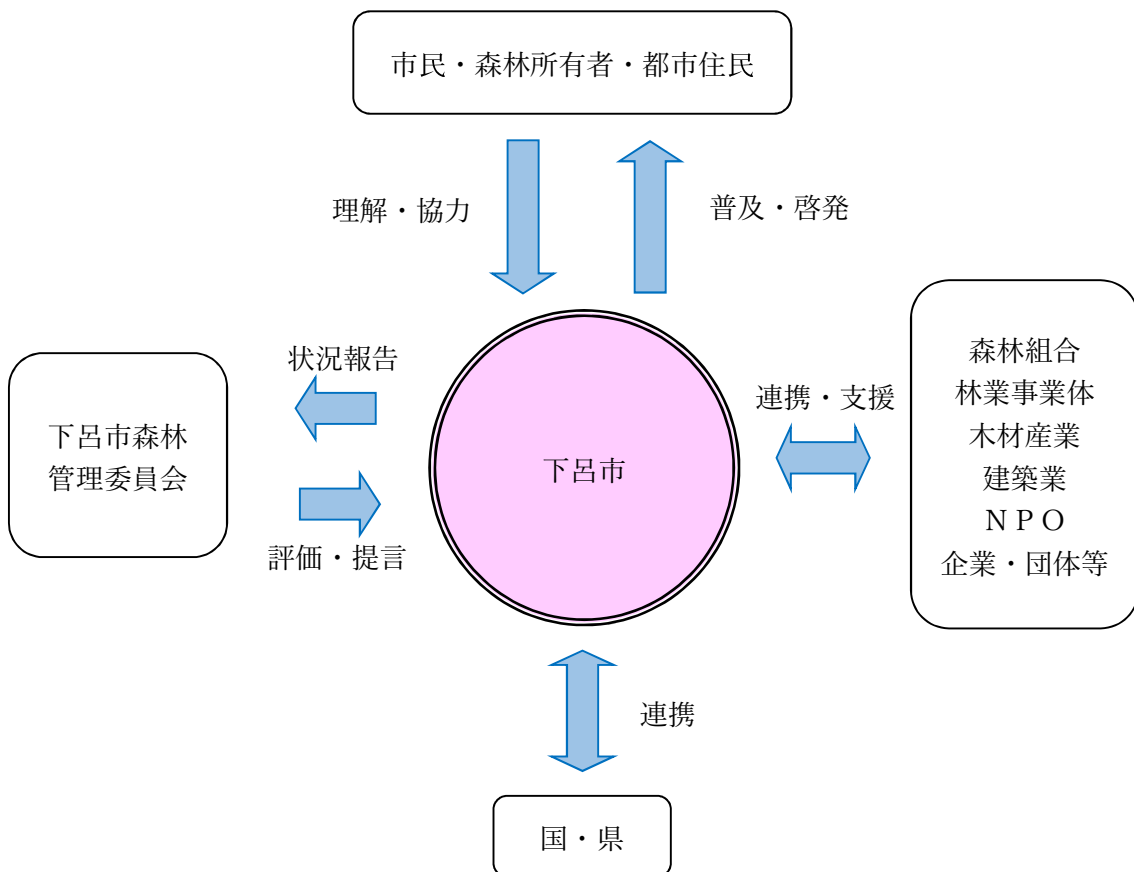 市民・森林所有者・都市住民
理解・協力
普及・啓発
状況報告
下呂市森林
管理委員会
評価・提言
下呂市
連携・支援
森林組合
林業事業体
木材産業
建築業
ＮＰＯ
企業・団体等
連携
国・県